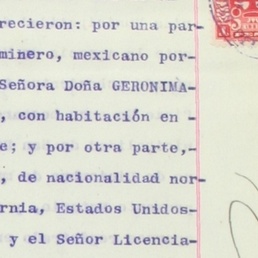 recieron: por una par-
minero, mexicano por-
Señora Doña GERONIMA-
, con habitación en -
e; y por otra parte,-
, de nacionalidad nor-
ernia, Estados Unidos-
y el Señor Licencia-